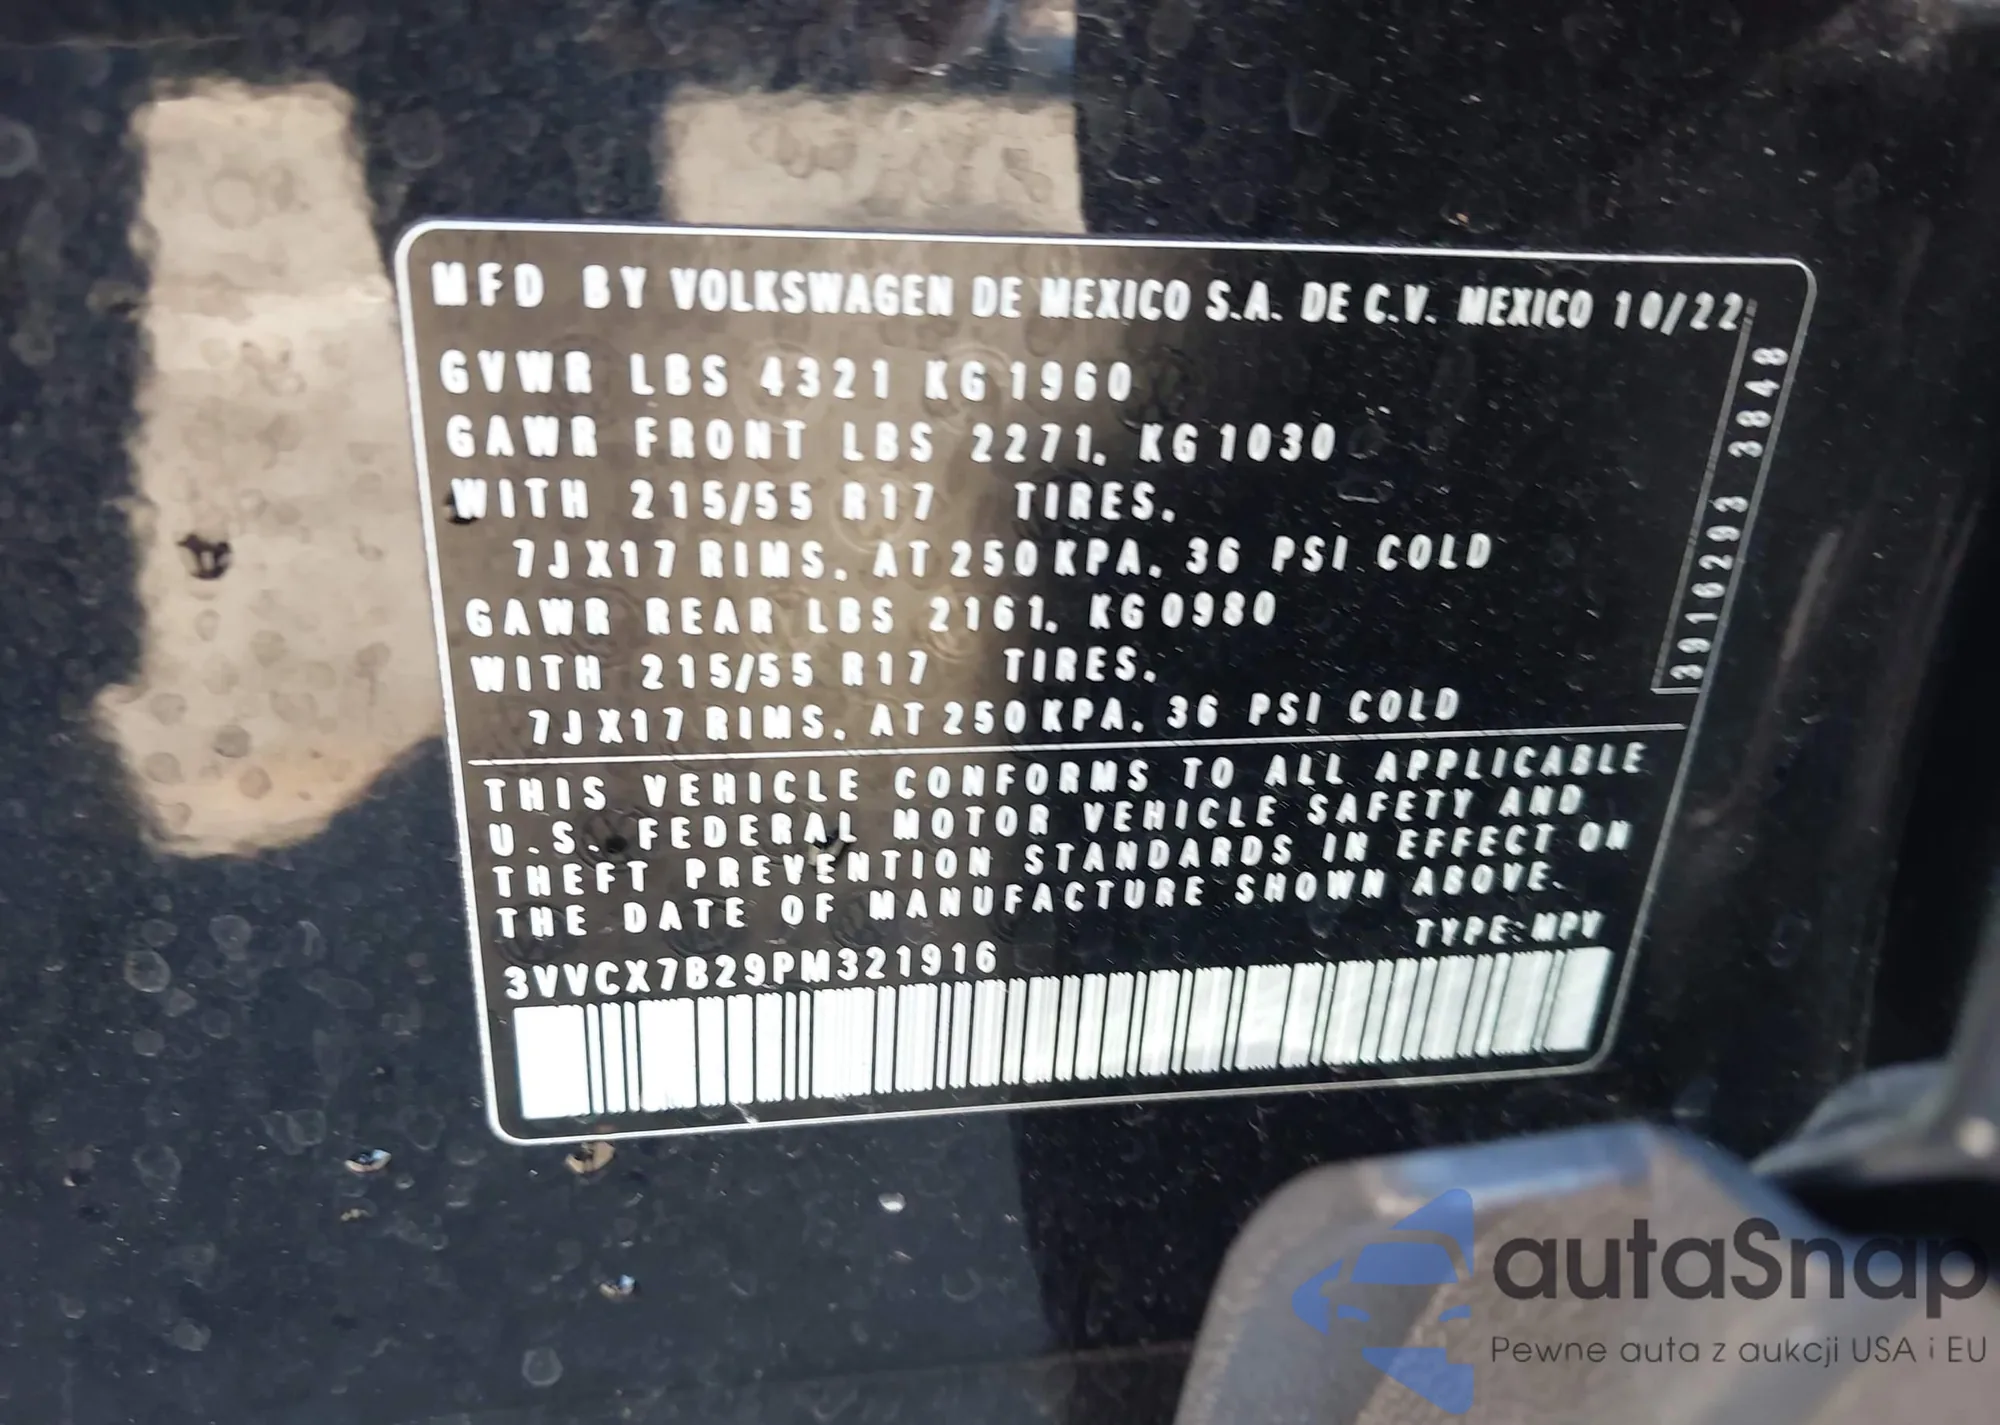 MFD BY VOLKSWAGEN DE MEXICO S.A. DE C.V. MEXICO 10/22
GVWR LBS 4321 KG 1960
GAWR FRONT LBS 2271, KG 1030
WITH 215/55 R17 TIRES,
7JX17 RIMS, AT 250 KPA, 36 PSI COLD
GAWR REAR LBS 2161, KG 0980
WITH 215/55 R17 TIRES,
7JX17 RIMS, AT 250 KPA, 36 PSI COLD
3916293 3848
THIS VEHICLE CONFORMS TO ALL APPLICABLE
U.S. FEDERAL MOTOR VEHICLE SAFETY AND
THEFT PREVENTION STANDARDS IN EFFECT ON
THE DATE OF MANUFACTURE SHOWN ABOVE.
TYPE: MPV
3VVCX7B29PM321916
autaSnap
Pewne auta z aukcji USA i EU